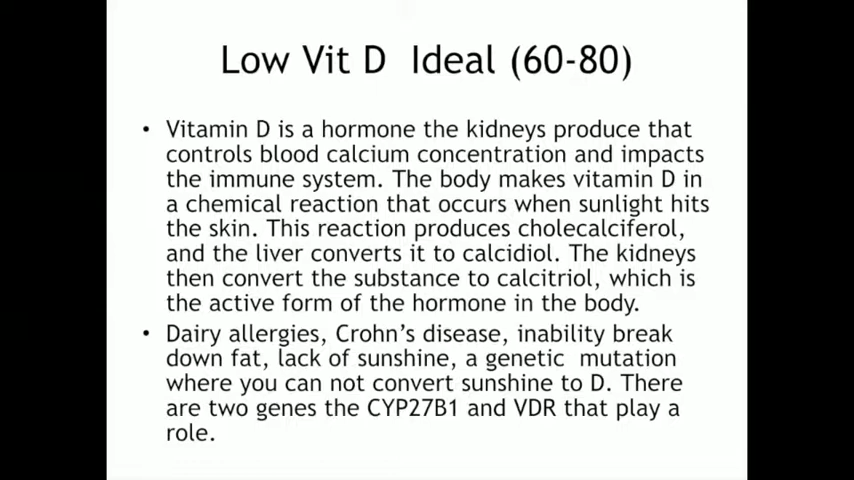 Low Vit D Ideal (60-80)
• Vitamin D is a hormone the kidneys produce that
controls blood calcium concentration and impacts
the immune system. The body makes vitamin D in
a chemical reaction that occurs when sunlight hits
the skin. This reaction produces cholecalciferol,
and the liver converts it to calcidiol. The kidneys
then convert the substance to calcitriol, which is
the active form of the hormone in the body.
• Dairy allergies, Crohn’s disease, inability break
down fat, lack of sunshine, a genetic mutation
where you can not convert sunshine to D. There
are two genes the CYP27B1 and VDR that play a
role.